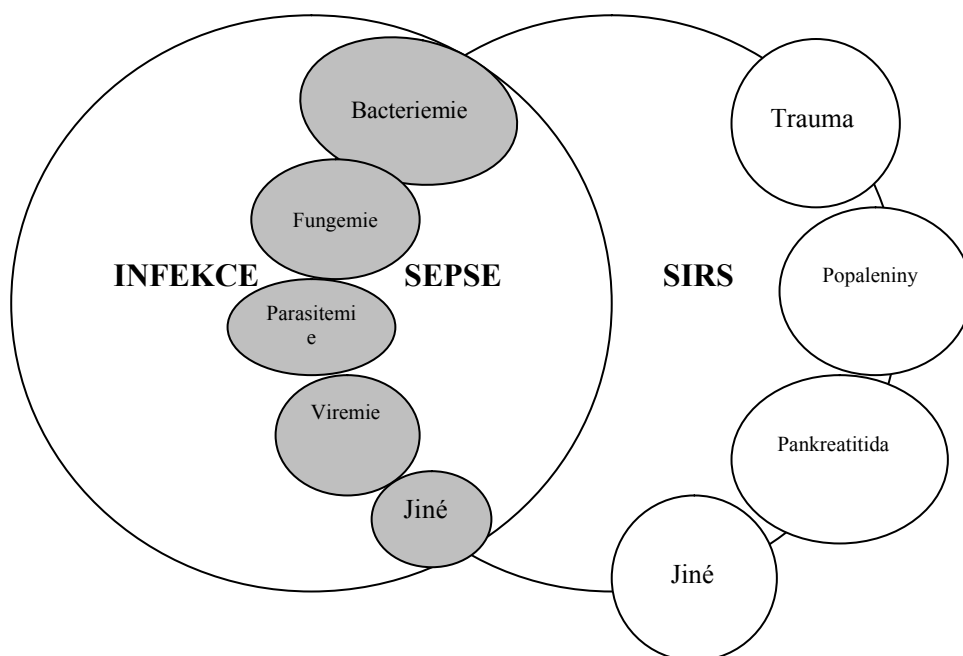 Bacteriemie
Trauma
Fungemie
INFEKCE
SEPSE
SIRS
Popaleniny
Parasitemi
e
Viremie
Pankreatitida
Jiné
Jiné